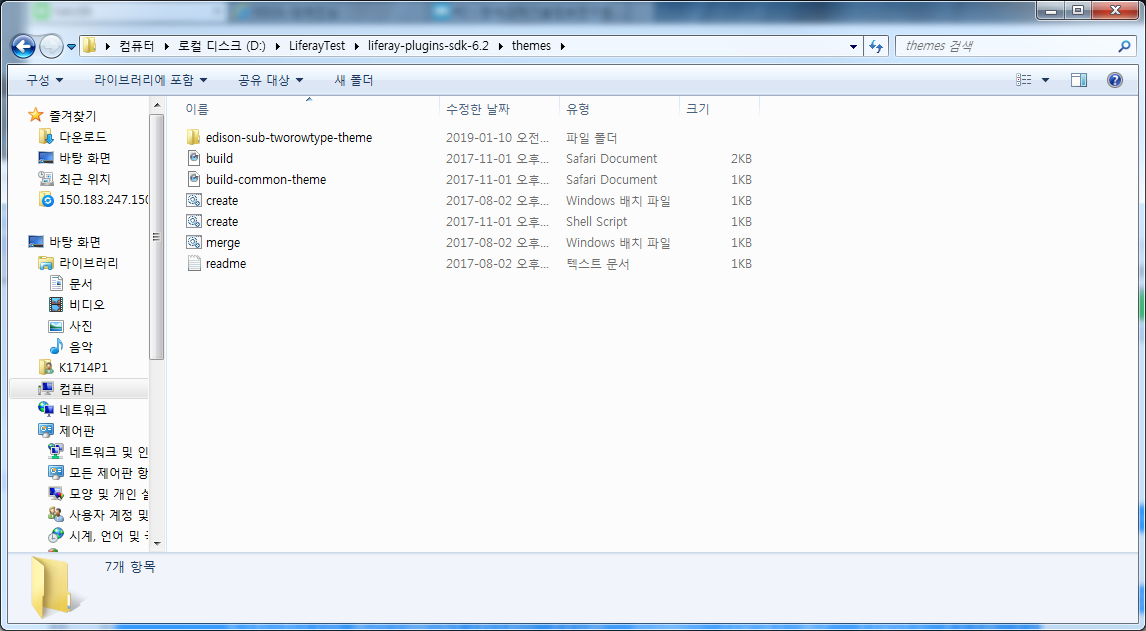 컴퓨터 로컬 디스크 (D:) LiferayTest liferay-plugins-sdk-6.2 themes
themes 검색
구성 라이브러리에 포함 공유 대상 새 폴더
즐겨찾기
다운로드
바탕 화면
최근 위치
150.183.247.150
바탕 화면
라이브러리
문서
비디오
사진
음악
K1714P1
컴퓨터
네트워크
제어판
네트워크 및 인
모든 제어판 항
모양 및 개인 설
사용자 계정 및
시계, 언어 및
이름 수정한 날짜 유형 크기
edison-sub-tworowtype-theme 2019-01-10 오전... 파일 폴더
build 2017-11-01 오후... Safari Document 2KB
build-common-theme 2017-11-01 오후... Safari Document 1KB
create 2017-08-02 오후... Windows 배치 파일 1KB
create 2017-11-01 오후... Shell Script 1KB
merge 2017-08-02 오후... Windows 배치 파일 1KB
readme 2017-08-02 오후... 텍스트 문서 1KB
7개 항목